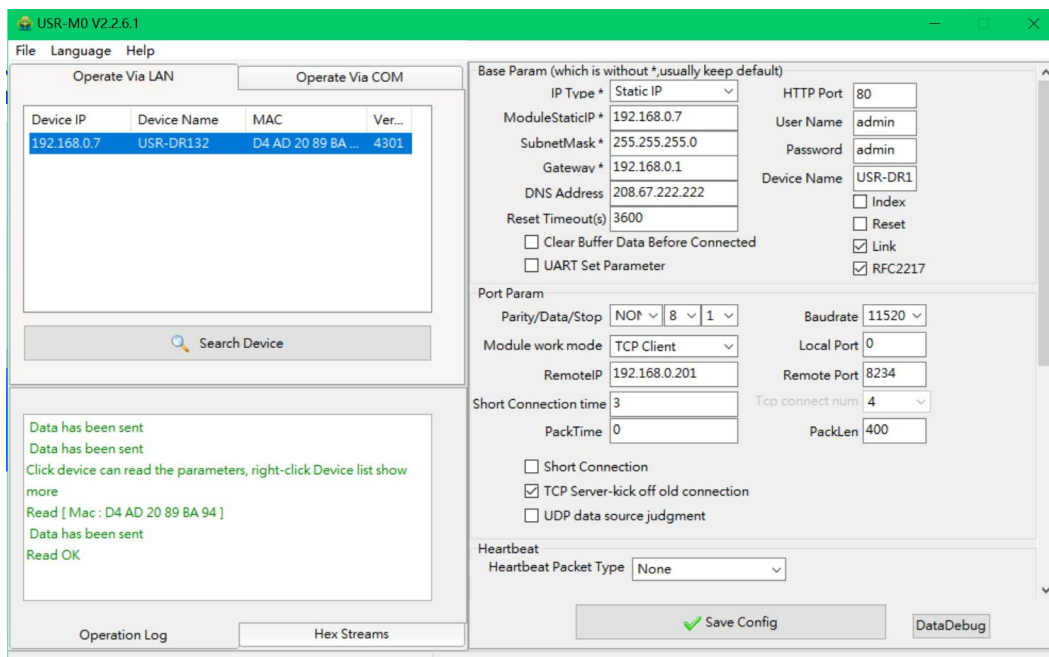 USR-M0 V2.2.6.1
File Language Help
Operate Via LAN
Operate Via COM
Device IP Device Name MAC Ver...
192.168.0.7 USR-DR132 D4 AD 20 89 BA ... 4301
Search Device
Data has been sent
Data has been sent
Click device can read the parameters, right-click Device list show
more
Read [ Mac : D4 AD 20 89 BA 94 ]
Data has been sent
Read OK
Operation Log
Hex Streams
Base Param (which is without *,usually keep default)
IP Type * Static IP
ModuleStaticIP * 192.168.0.7
SubnetMask * 255.255.255.0
Gateway * 192.168.0.1
DNS Address 208.67.222.222
Reset Timeout(s) 3600
Clear Buffer Data Before Connected
UART Set Parameter
HTTP Port 80
User Name admin
Password admin
Device Name USR-DR1
Index
Reset
Link
RFC2217
Port Param
Parity/Data/Stop 8 1
Baudrate 11520
Module work mode TCP Client
Local Port 0
RemoteIP 192.168.0.201
Remote Port 8234
Short Connection time 3
Tcp connect num 4
PackTime 0
PackLen 400
Short Connection
TCP Server-kick off old connection
UDP data source judgment
Heartbeat
Heartbeat Packet Type None
Save Config
DataDebug